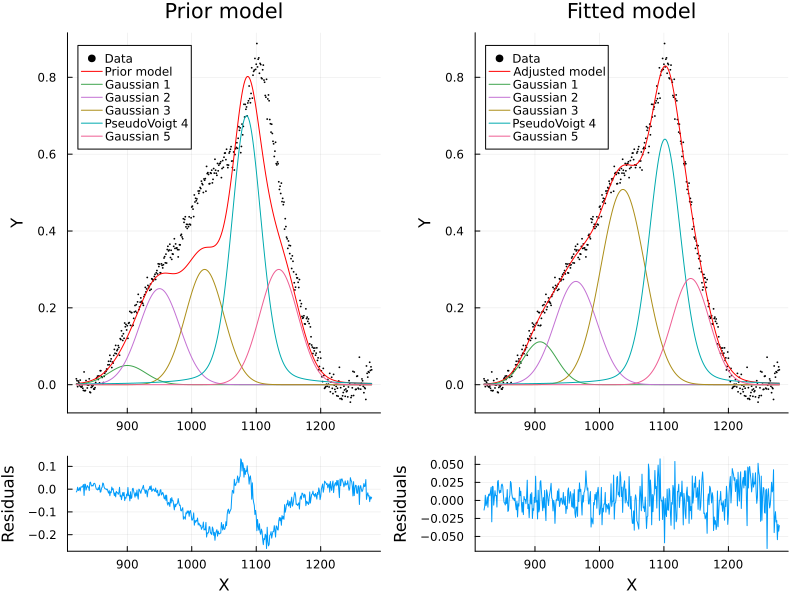 Prior model
Data
Prior model
Gaussian 1
Gaussian 2
Gaussian 3
PseudoVoigt 4
Gaussian 5
Y
0.8
0.6
0.4
0.2
0.0
900 1000 1100 1200
Residuals
0.1
0.0
−0.1
−0.2
900 1000 1100 1200
X
Fitted model
Data
Adjusted model
Gaussian 1
Gaussian 2
Gaussian 3
PseudoVoigt 4
Gaussian 5
Y
0.8
0.6
0.4
0.2
0.0
900 1000 1100 1200
Residuals
0.050
0.025
0.000
−0.025
−0.050
900 1000 1100 1200
X